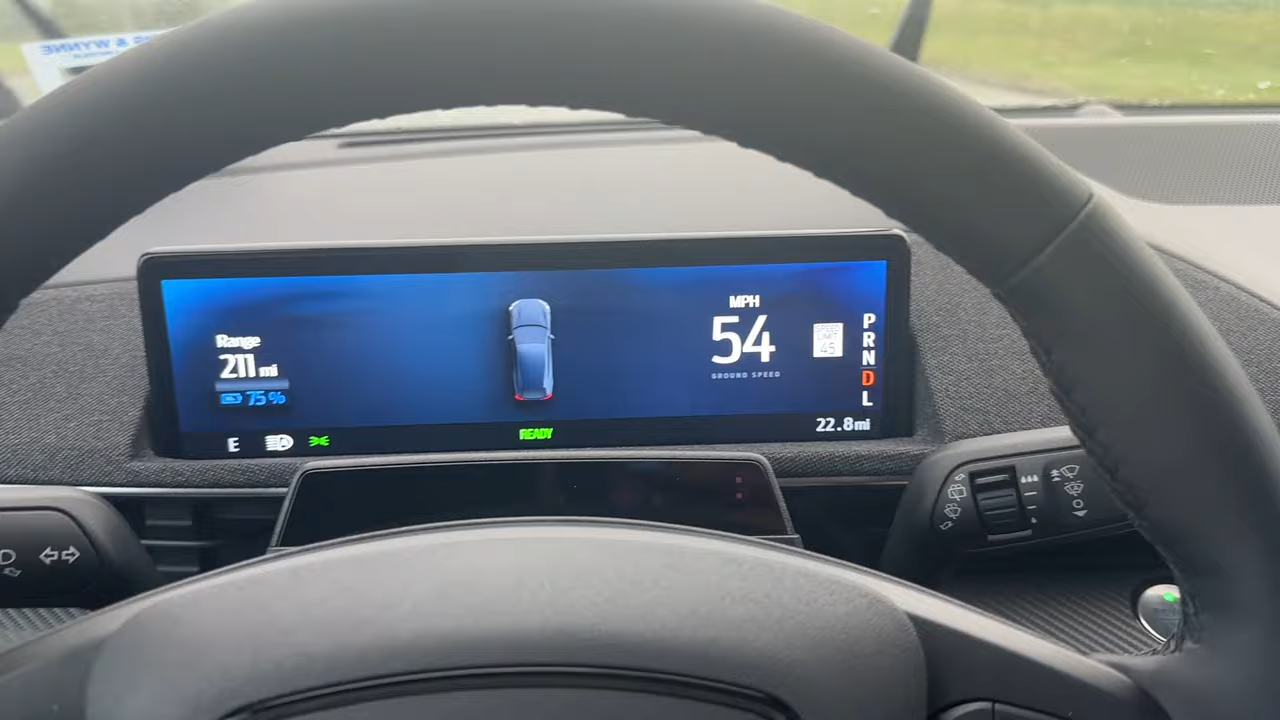 Range
211 mi
75%
E
READY
MPH
54
GROUND SPEED
SPEED
LIMIT
45
P
R
N
D
L
22.8mi